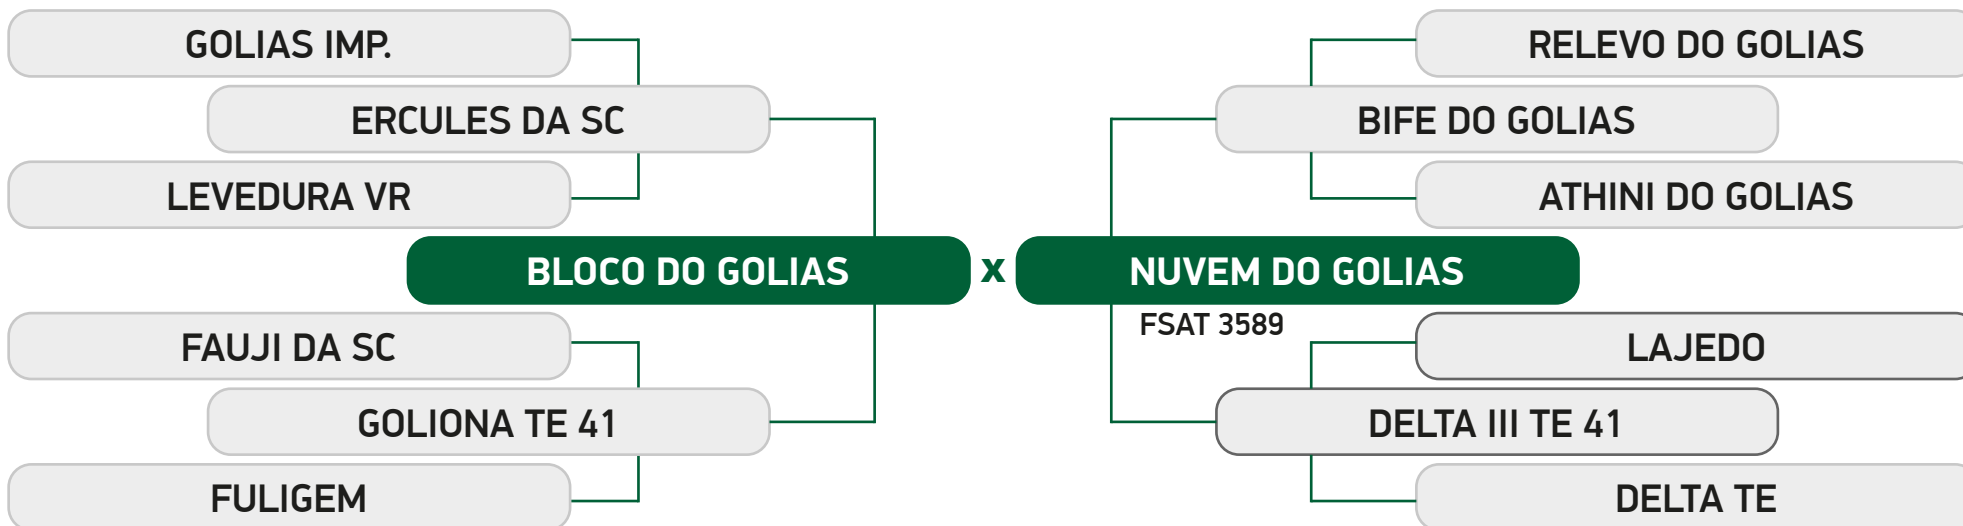 GOLIAS IMP.
RELEVO DO GOLIAS
ERCULES DA SC
BIFE DO GOLIAS
LEVEDURA VR
ATHINI DO GOLIAS
BLOCO DO GOLIAS x NUVEM DO GOLIAS
FSAT 3589
FAUJI DA SC
LAJEDO
GOLIONA TE 41
DELTA III TE 41
FULIGEM
DELTA TE